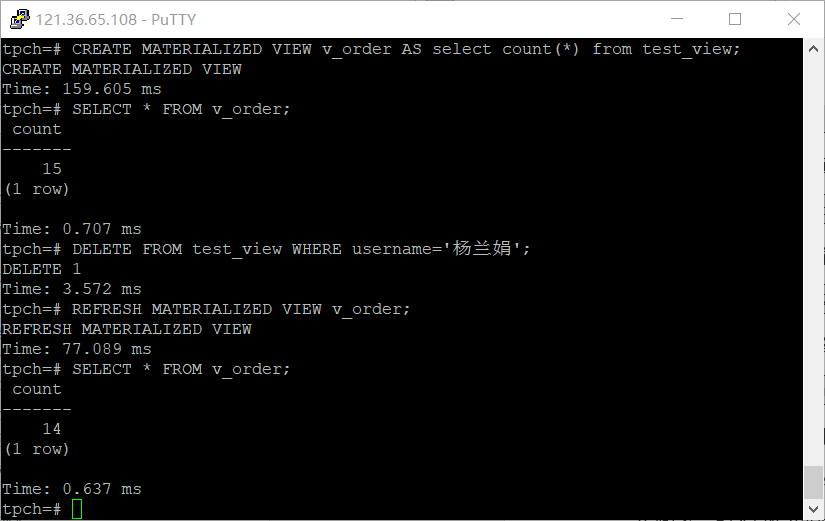 121.36.65.108 - PuTTY
tpch=# CREATE MATERIALIZED VIEW v_order AS select count(*) from test_view;
CREATE MATERIALIZED VIEW
Time: 159.605 ms
tpch=# SELECT * FROM v_order;
 count
-------
    15
(1 row)

Time: 0.707 ms
tpch=# DELETE FROM test_view WHERE username='杨兰娟';
DELETE 1
Time: 3.572 ms
tpch=# REFRESH MATERIALIZED VIEW v_order;
REFRESH MATERIALIZED VIEW
Time: 77.089 ms
tpch=# SELECT * FROM v_order;
 count
-------
    14
(1 row)

Time: 0.637 ms
tpch=#